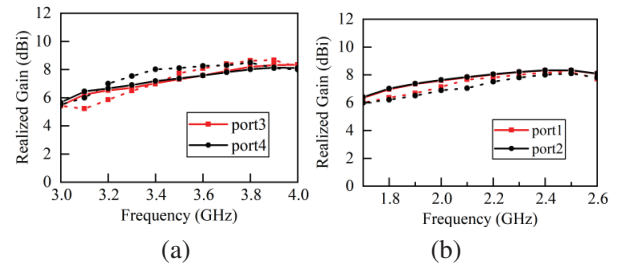 Realized Gain (dBi)
12
10
8
6
4
2
0
port3
port4
3.0 3.2 3.4 3.6 3.8 4.0
Frequency (GHz)
(a)
Realized Gain (dBi)
12
10
8
6
4
2
0
port1
port2
1.8 2.0 2.2 2.4 2.6
Frequency (GHz)
(b)